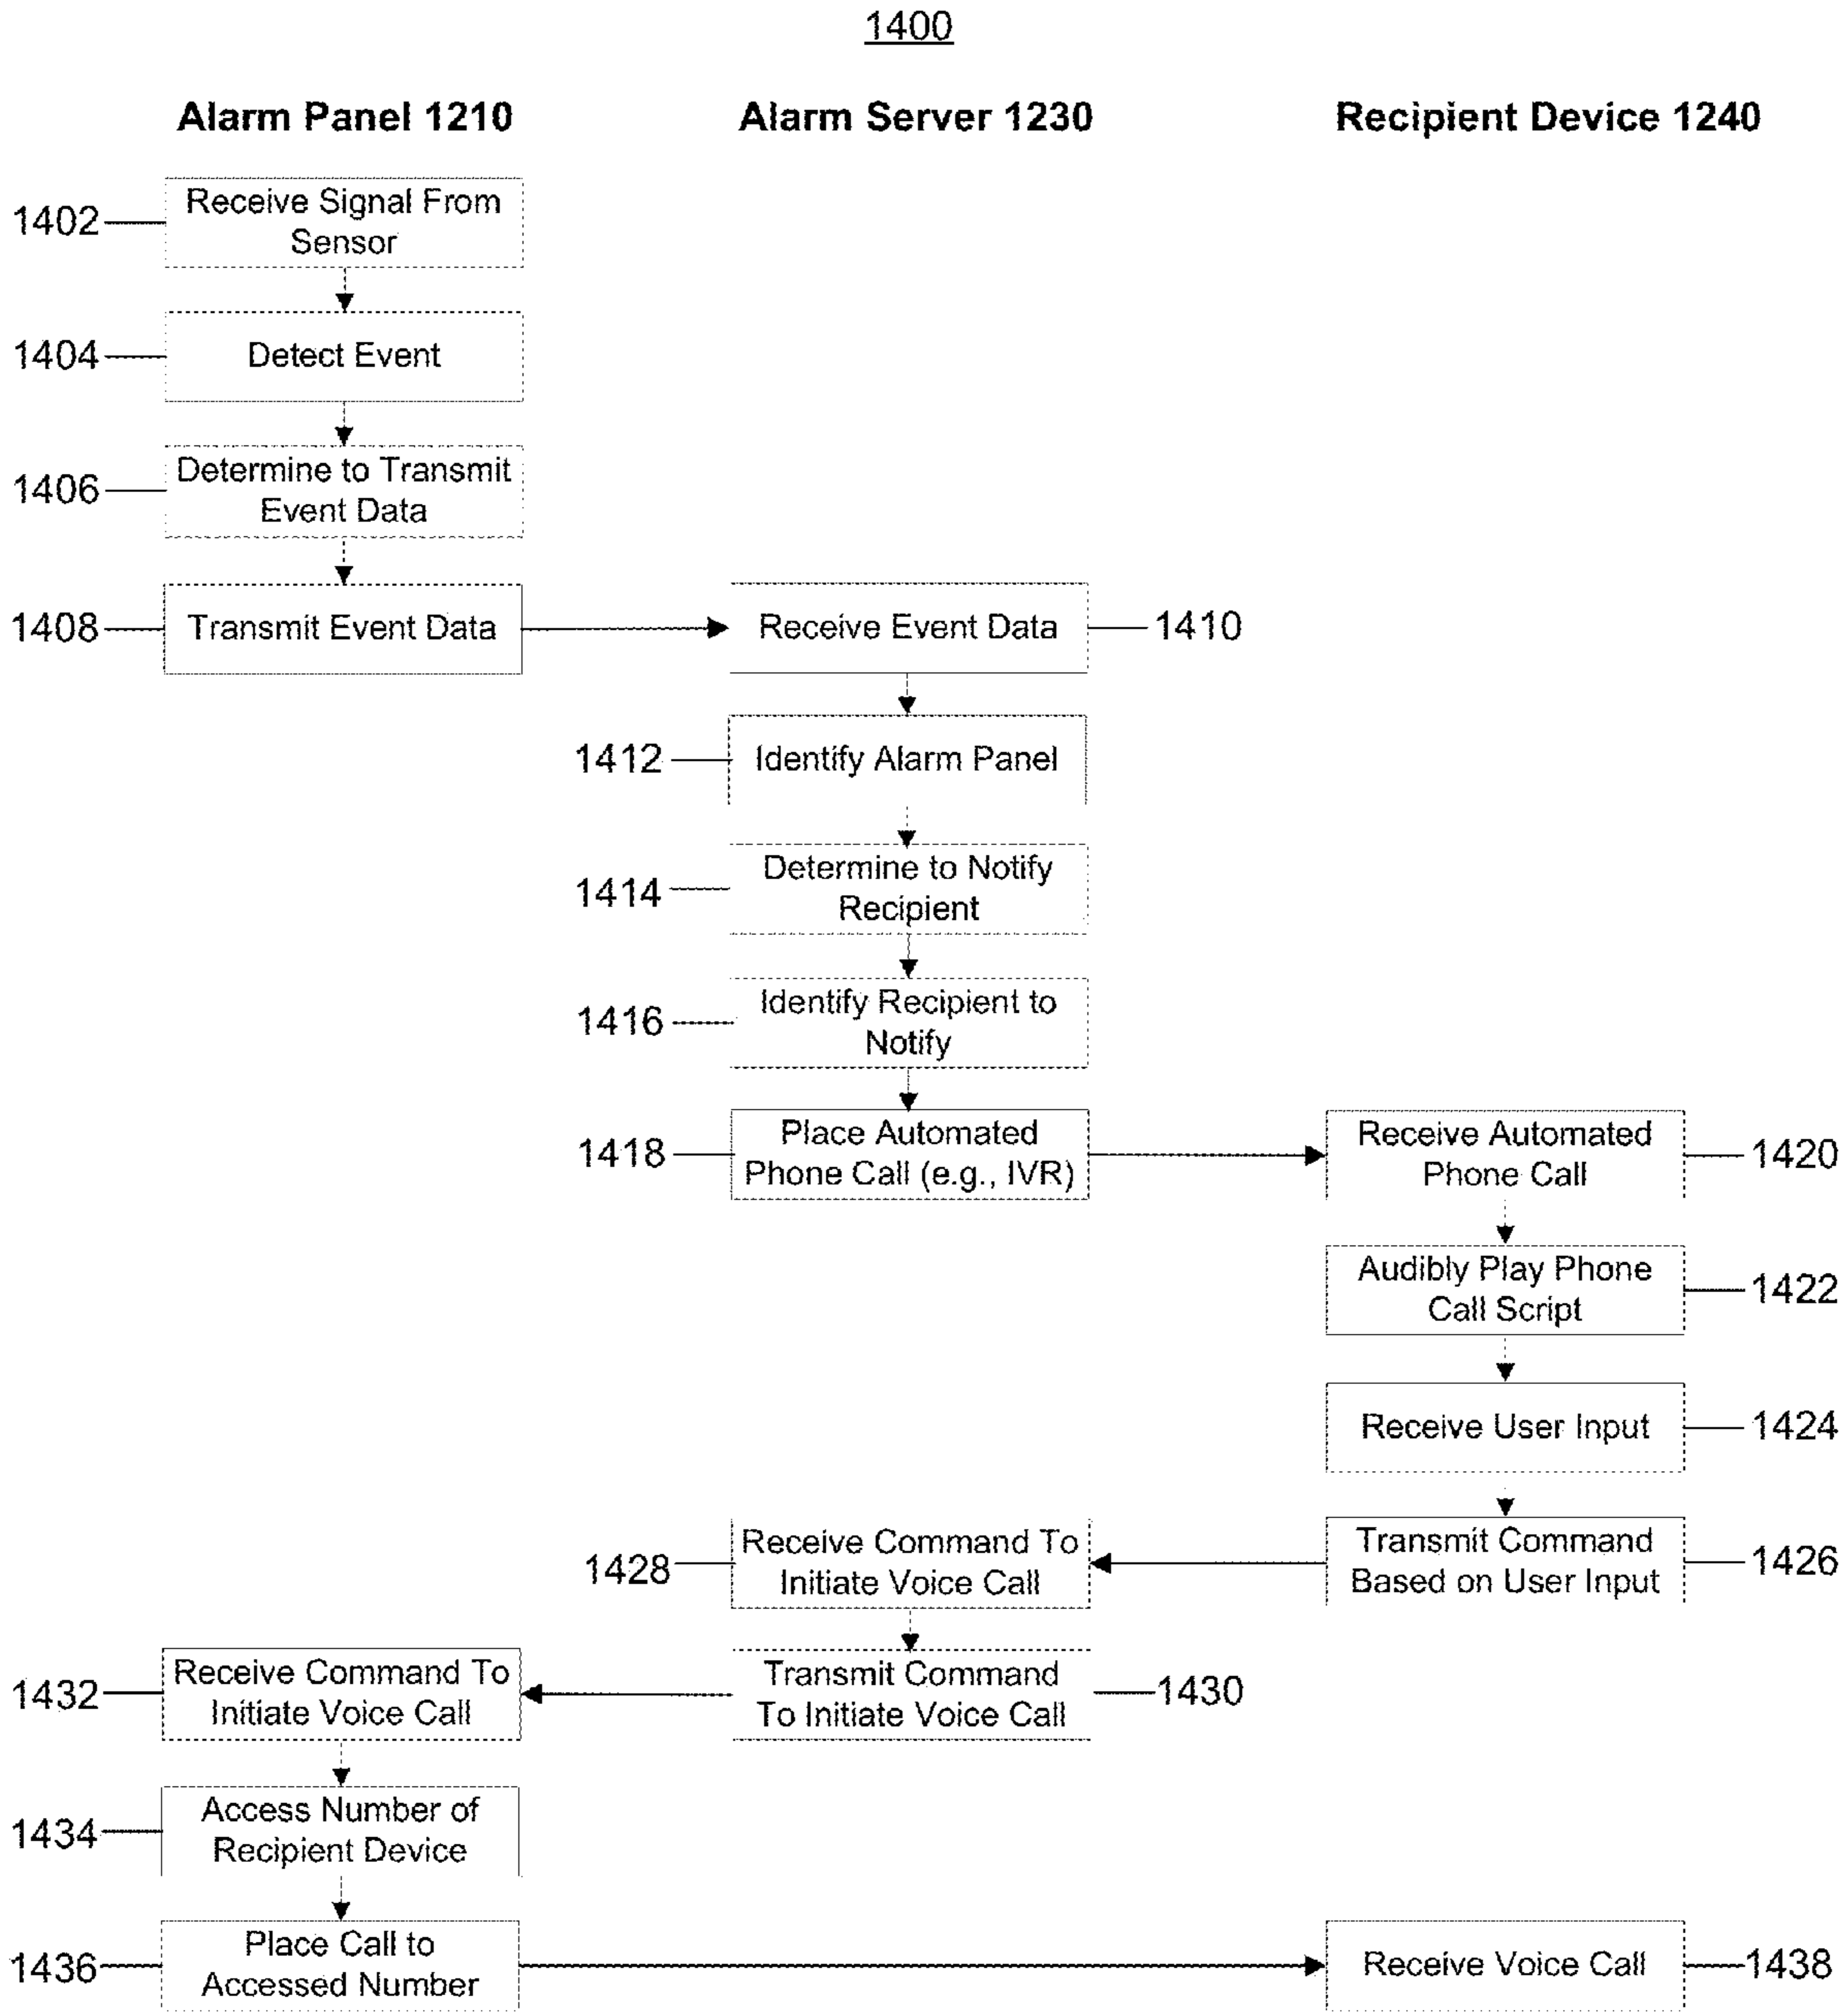 1400
Alarm Panel 1210
Alarm Server 1230
Recipient Device 1240
1402
Receive Signal From
Sensor
1404
Detect Event
1406
Determine to Transmit
Event Data
1408
Transmit Event Data
Receive Event Data
1410
1412
Identify Alarm Panel
1414
Determine to Notify
Recipient
1416
Identify Recipient to
Notify
1418
Place Automated
Phone Call (e.g., IVR)
Receive Automated
Phone Call
1420
Audibly Play Phone
Call Script
1422
Receive User Input
1424
1428
Receive Command To
Initiate Voice Call
Transmit Command
Based on User Input
1426
1432
Receive Command To
Initiate Voice Call
Transmit Command
To Initiate Voice Call
1430
1434
Access Number of
Recipient Device
1436
Place Call to
Accessed Number
Receive Voice Call
1438